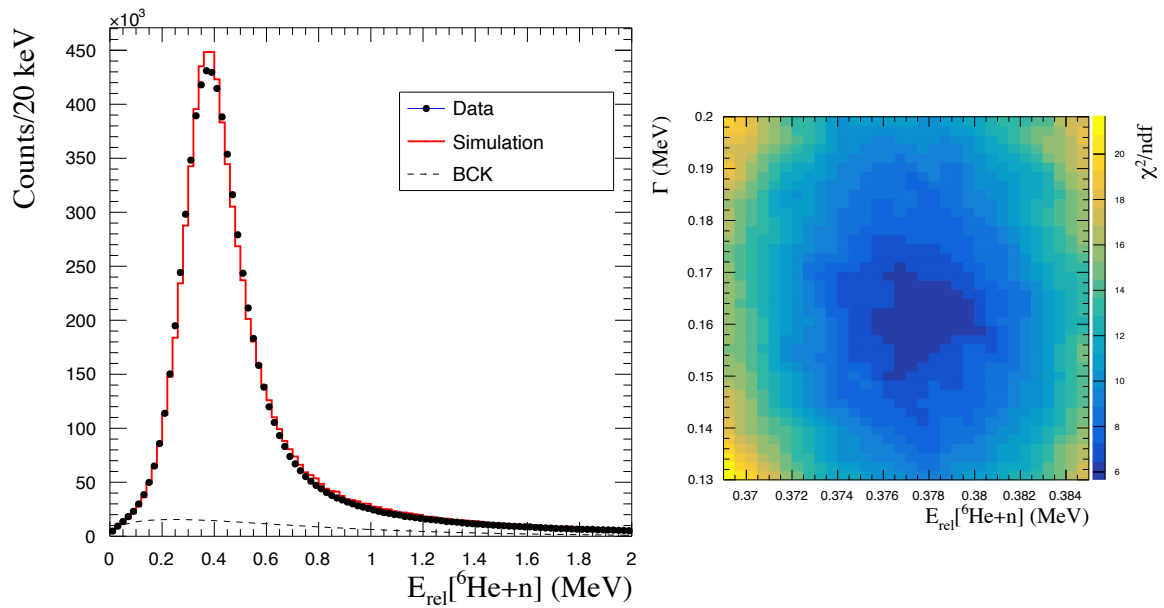 ×10³
Counts/20 keV
450
400
350
300
250
200
150
100
50
0
0 0.2 0.4 0.6 0.8 1 1.2 1.4 1.6 1.8 2
E_rel[⁶He+n] (MeV)
Data
Simulation
BCK
Γ (MeV)
0.2
0.19
0.18
0.17
0.16
0.15
0.14
0.13
0.37 0.372 0.374 0.376 0.378 0.38 0.382 0.384
E_rel[⁶He+n] (MeV)
χ²/ndf
20
18
16
14
12
10
8
6